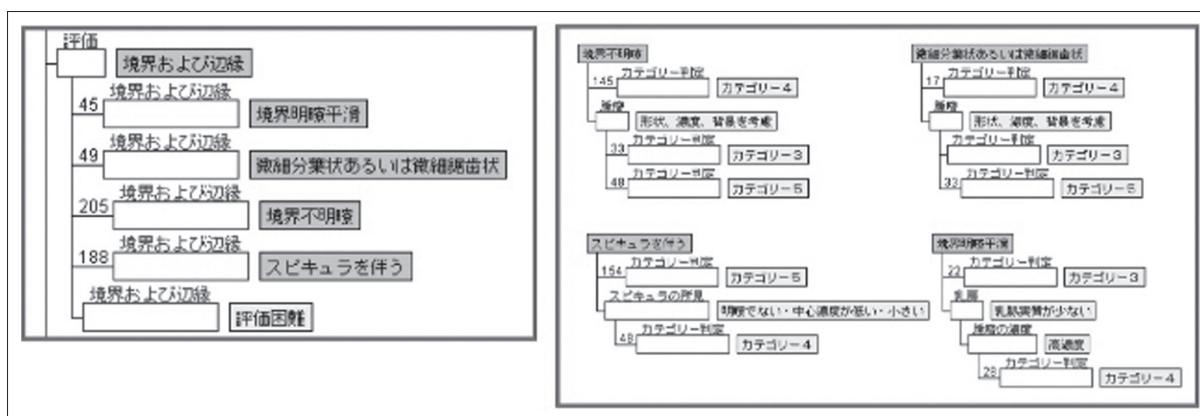 評価
境界および辺縁
45 境界および辺縁
境界明瞭平滑
49 境界および辺縁
微細分葉状あるいは微細鋸歯状
205 境界および辺縁
境界不明瞭
188 境界および辺縁
スピキュラを伴う
境界および辺縁
評価困難
境界不明瞭
145 カテゴリー判定
カテゴリー4
腫瘤
形状、濃度、背景を考慮
33 カテゴリー判定
カテゴリー3
48 カテゴリー判定
カテゴリー5
微細分葉状あるいは微細鋸歯状
17 カテゴリー判定
カテゴリー4
腫瘤
形状、濃度、背景を考慮
カテゴリー判定
カテゴリー3
33 カテゴリー判定
カテゴリー5
スピキュラを伴う
154 カテゴリー判定
カテゴリー5
スピキュラの所見
明瞭でない・中心濃度が低い・小さい
48 カテゴリー判定
カテゴリー4
境界明瞭平滑
22 カテゴリー判定
カテゴリー3
乳房
乳腺実質が少ない
腫瘤の濃度
高濃度
28 カテゴリー判定
カテゴリー4